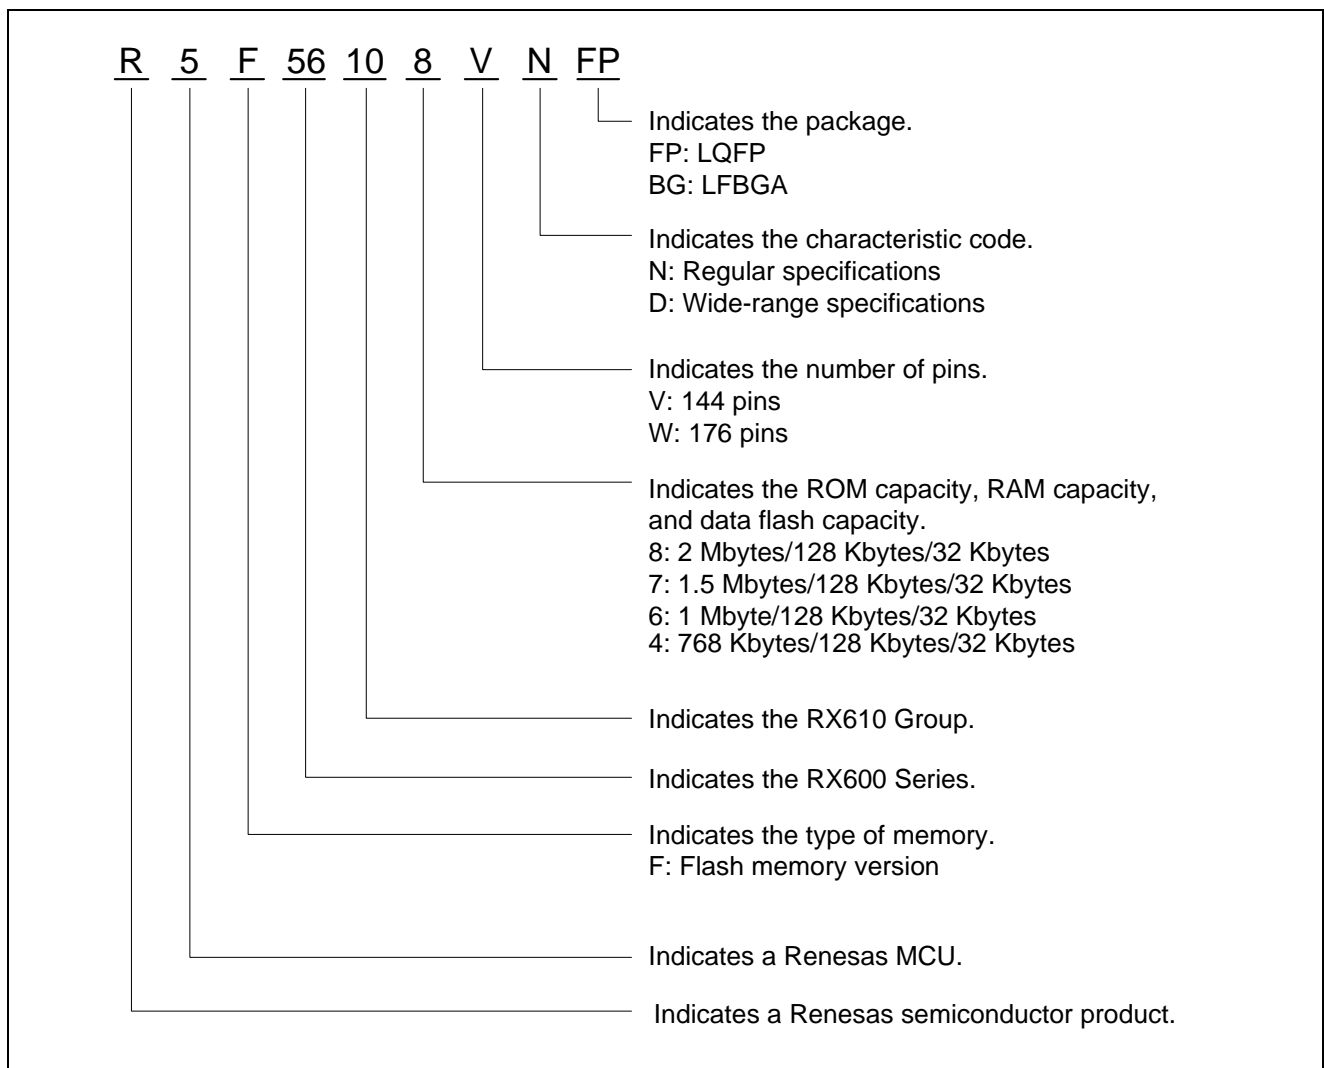 R 5 F 56 10 8 V N FP
Indicates the package.
FP: LQFP
BG: LFBGA
Indicates the characteristic code.
N: Regular specifications
D: Wide-range specifications
Indicates the number of pins.
V: 144 pins
W: 176 pins
Indicates the ROM capacity, RAM capacity,
and data flash capacity.
8: 2 Mbytes/128 Kbytes/32 Kbytes
7: 1.5 Mbytes/128 Kbytes/32 Kbytes
6: 1 Mbyte/128 Kbytes/32 Kbytes
4: 768 Kbytes/128 Kbytes/32 Kbytes
Indicates the RX610 Group.
Indicates the RX600 Series.
Indicates the type of memory.
F: Flash memory version
Indicates a Renesas MCU.
Indicates a Renesas semiconductor product.